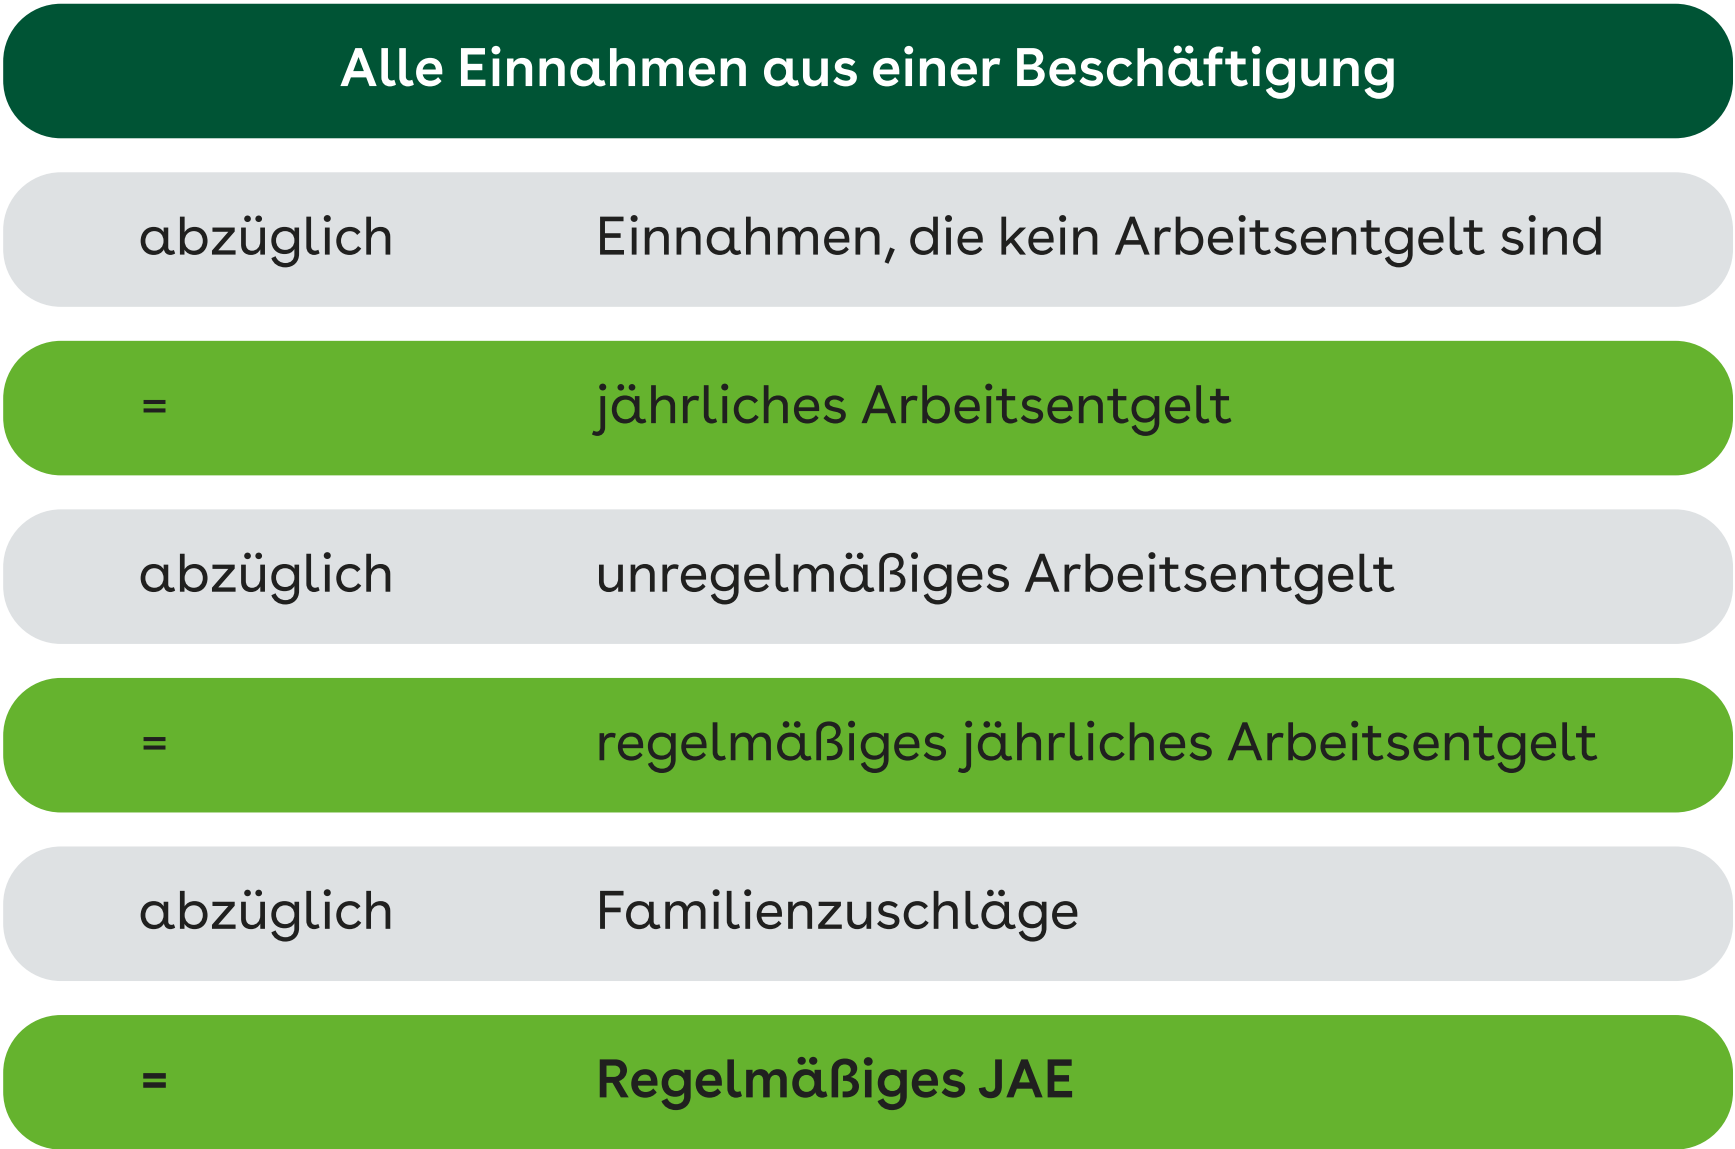 Alle Einnahmen aus einer Beschäftigung
abzüglich Einnahmen, die kein Arbeitsentgelt sind
= jährliches Arbeitsentgelt
abzüglich unregelmäßiges Arbeitsentgelt
= regelmäßiges jährliches Arbeitsentgelt
abzüglich Familienzuschläge
= Regelmäßiges JAE